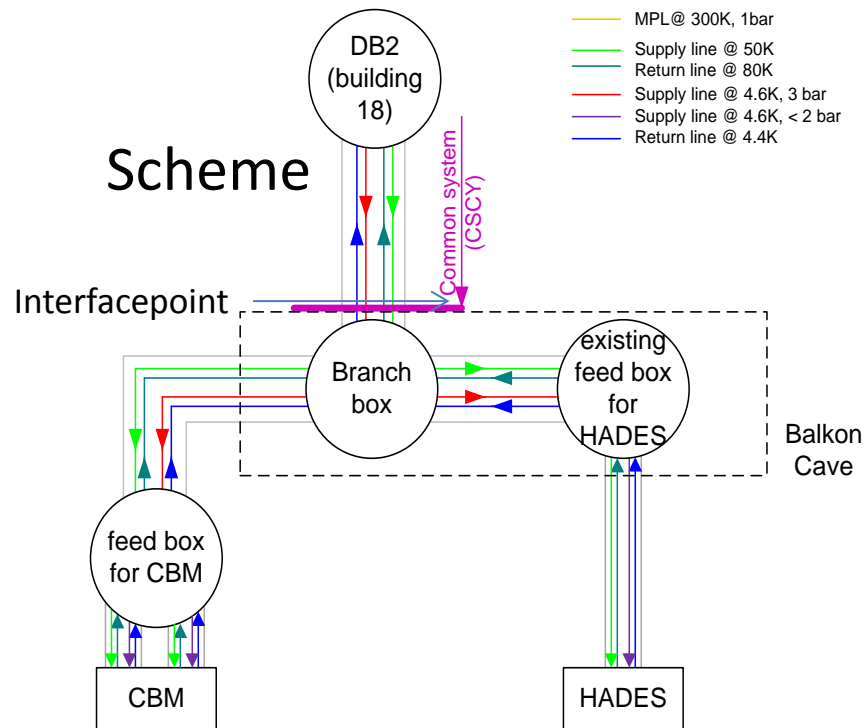 DB2
(building
18)
MPL@ 300K, 1bar
Supply line @ 50K
Return line @ 80K
Supply line @ 4.6K, 3 bar
Supply line @ 4.6K, < 2 bar
Return line @ 4.4K
Scheme
Common system
(CSCY)
Interfacepoint
Branch
box
existing
feed box
for
HADES
Balkon
Cave
feed box
for CBM
CBM
HADES